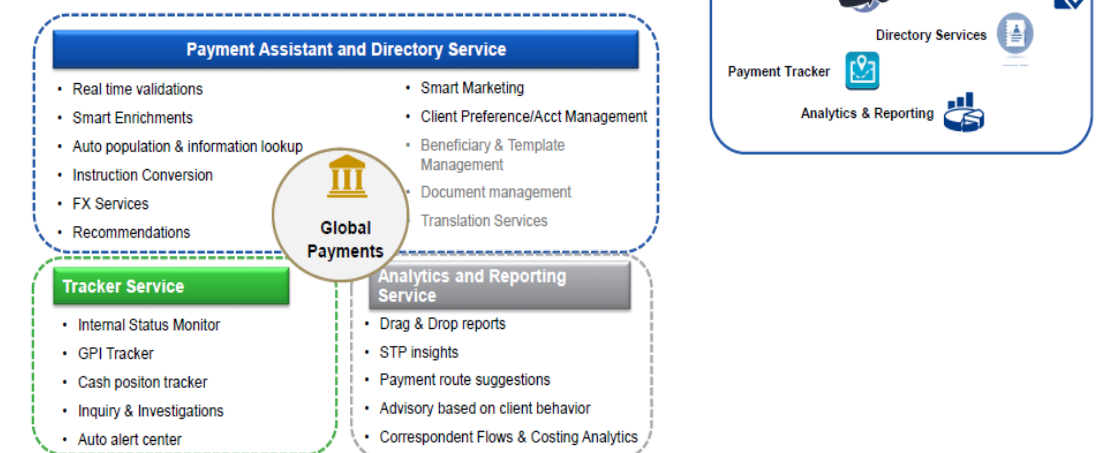 Payment Assistant and Directory Service
• Real time validations
• Smart Enrichments
• Auto population & information lookup
• Instruction Conversion
• FX Services
• Recommendations
• Smart Marketing
• Client Preference/Acct Management
• Beneficiary & Template
Management
• Document management
• Translation Services
Global
Payments
Tracker Service
• Internal Status Monitor
• GPI Tracker
• Cash positon tracker
• Inquiry & Investigations
• Auto alert center
Analytics and Reporting
Service
• Drag & Drop reports
• STP insights
• Payment route suggestions
• Advisory based on client behavior
• Correspondent Flows & Costing Analytics
Directory Services
Payment Tracker
Analytics & Reporting